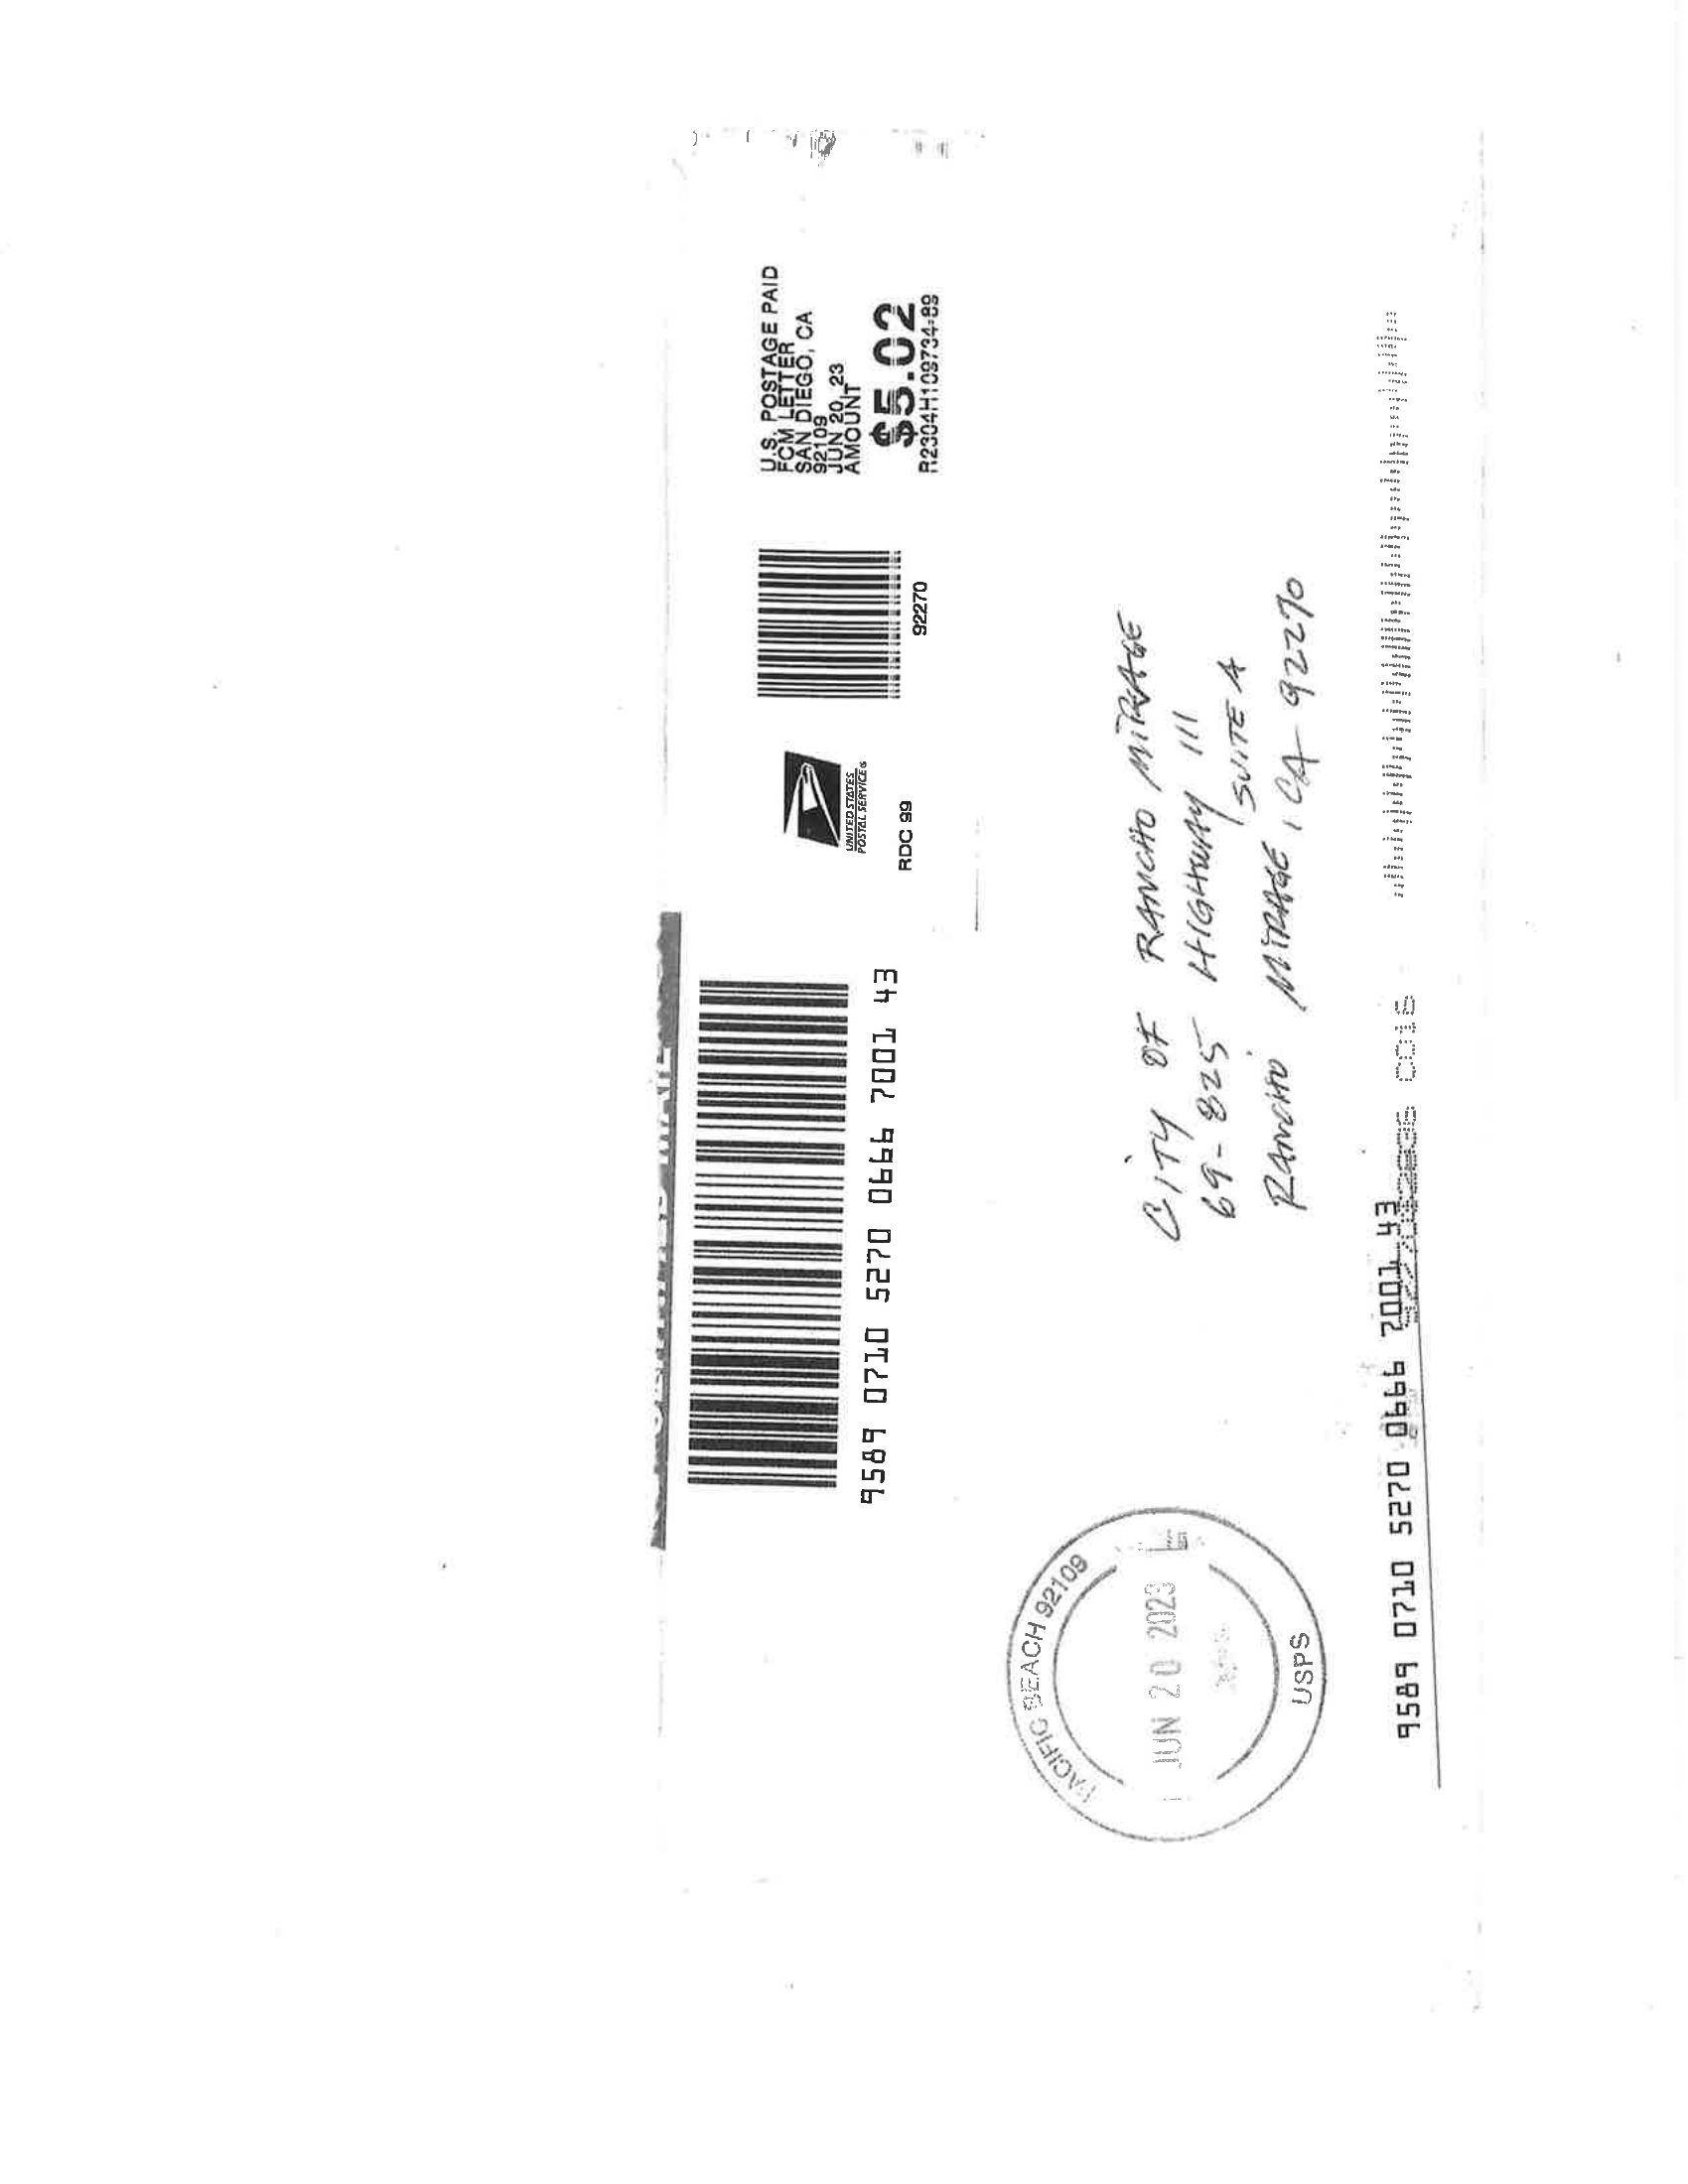 9589 0710 5270 0666 7001 43
UNITED STATES
POSTAL SERVICE®
RDC 99
92270
U.S. POSTAGE PAID
FCM LETTER
SAN DIEGO, CA
92109
JUN 20, 23
AMOUNT
$5.02
R2304H109734-89
PACIFIC BEACH 92109
JUN 20 2023
USPS
CITY OF RANCHO MIRAGE
69-825 HIGHWAY 111
SUITE A
RANCHO MIRAGE, CA 92270
9589 0710 5270 0666 7001 43